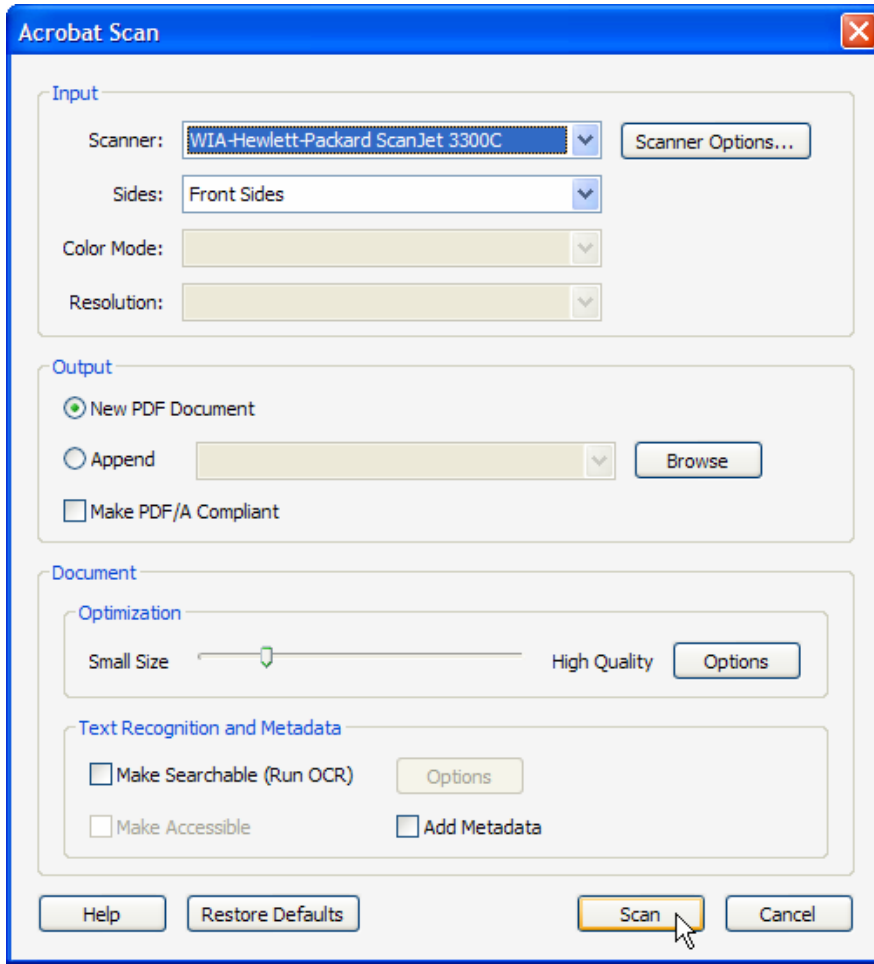 Acrobat Scan
Input
Scanner: WIA-Hewlett-Packard ScanJet 3300C Scanner Options...
Sides: Front Sides
Color Mode:
Resolution:
Output
New PDF Document
Append Browse
Make PDF/A Compliant
Document
Optimization
Small Size High Quality Options
Text Recognition and Metadata
Make Searchable (Run OCR) Options
Make Accessible Add Metadata
Help Restore Defaults Scan Cancel